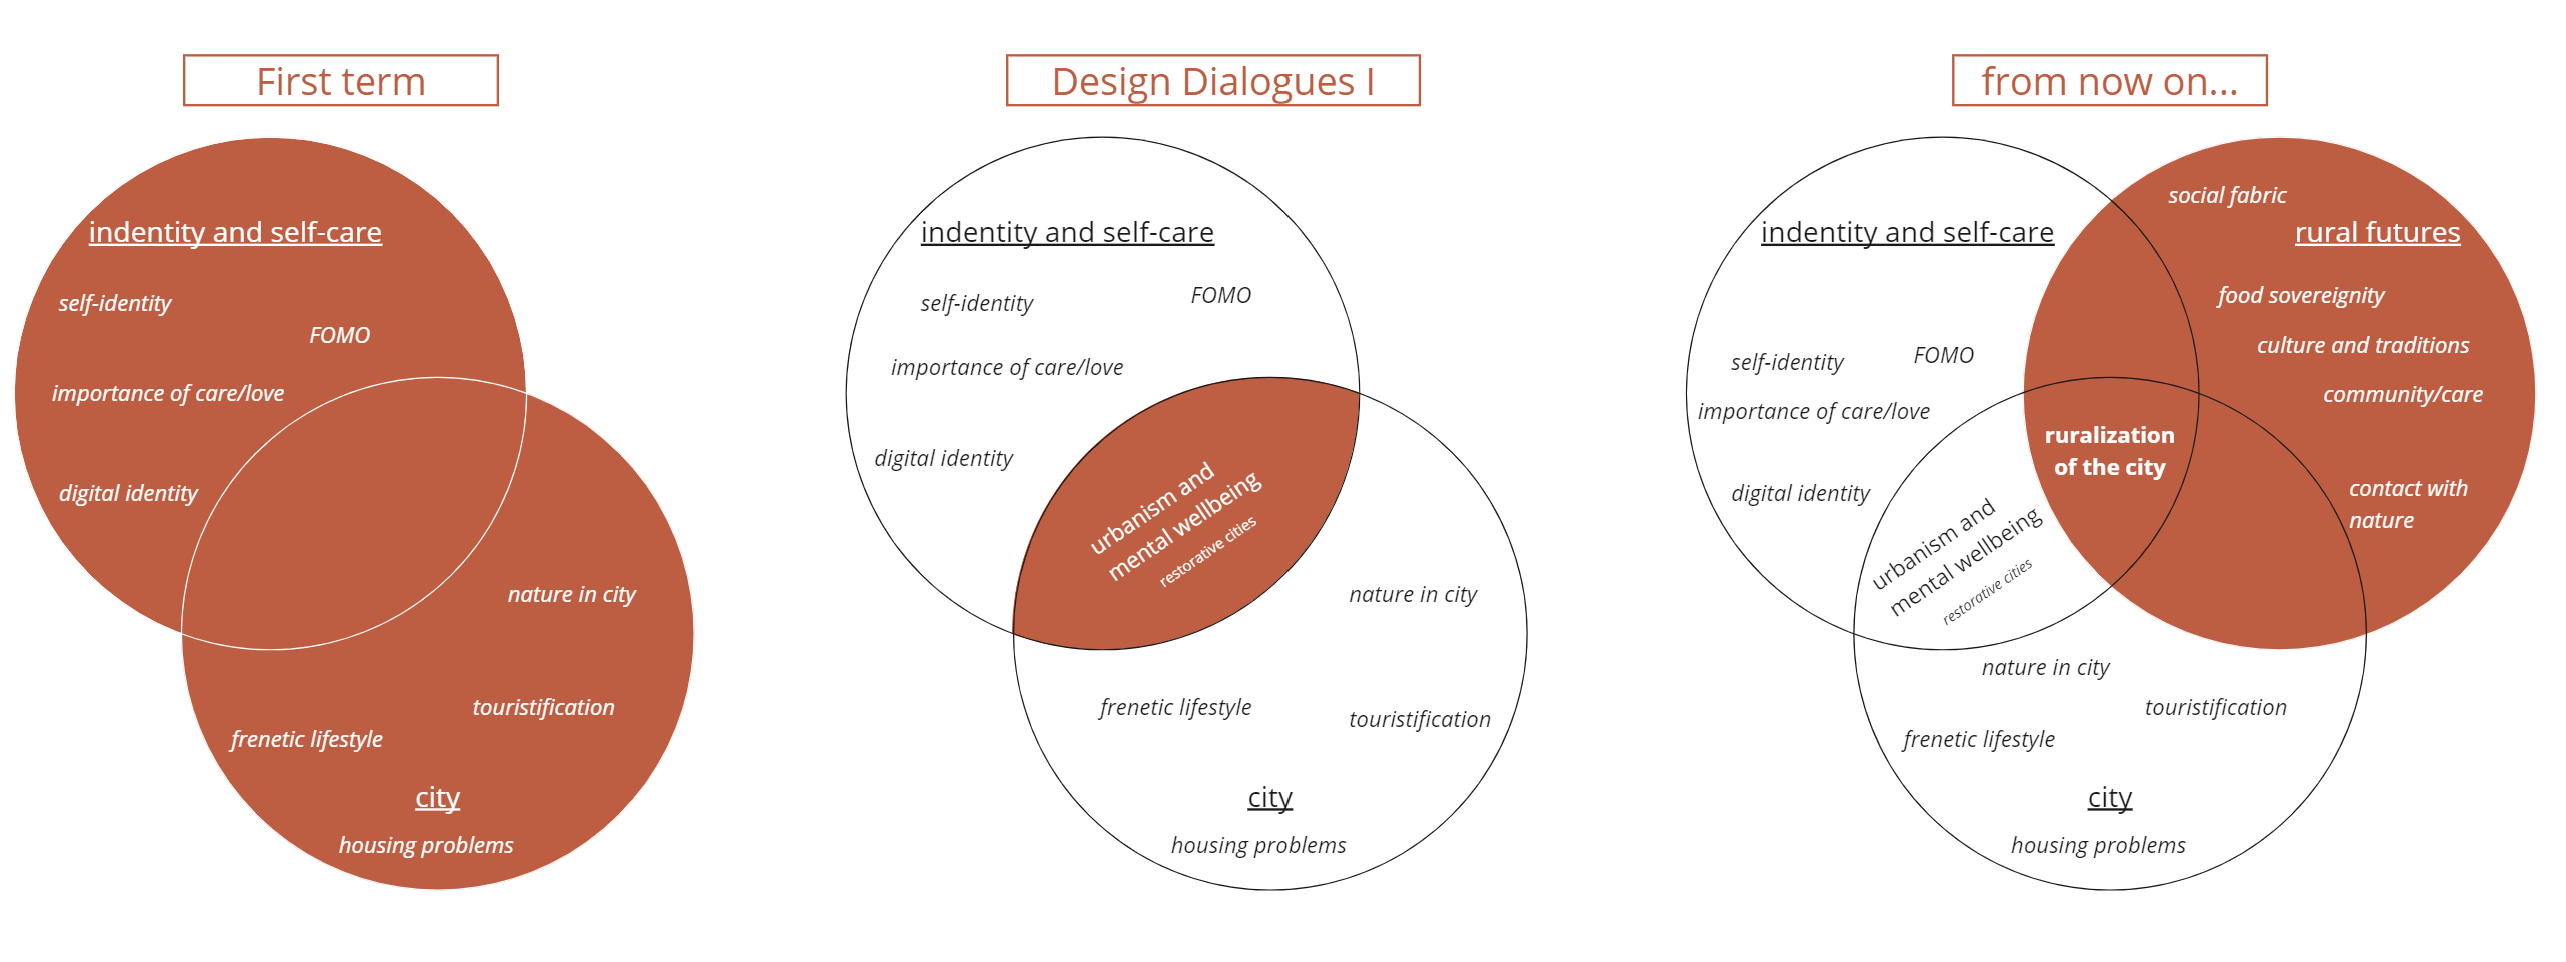 First term
indentity and self-care
self-identity
FOMO
importance of care/love
digital identity
nature in city
touristification
frenetic lifestyle
city
housing problems
Design Dialogues I
indentity and self-care
self-identity
FOMO
importance of care/love
digital identity
urbanism and
mental wellbeing
restorative cities
nature in city
frenetic lifestyle
touristification
city
housing problems
from now on...
indentity and self-care
self-identity
FOMO
importance of care/love
digital identity
social fabric
rural futures
food sovereignity
culture and traditions
community/care
contact with
nature
ruralization
of the city
urbanism and
mental wellbeing
restorative cities
nature in city
touristification
frenetic lifestyle
city
housing problems